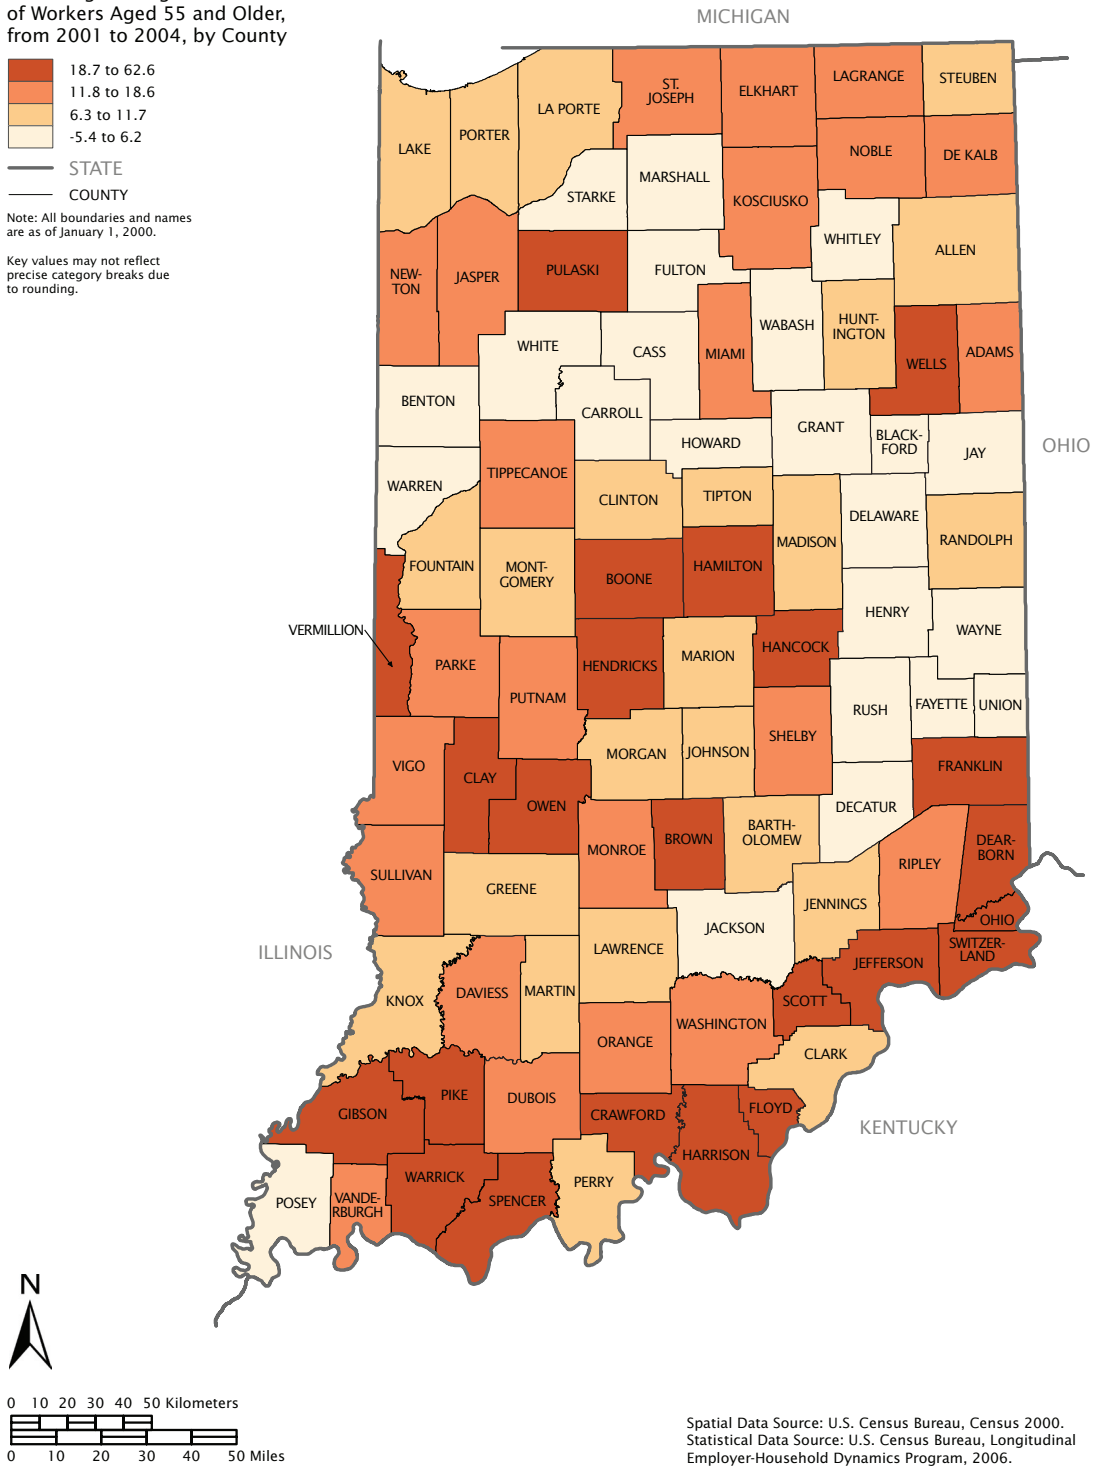 of Workers Aged 55 and Older,
from 2001 to 2004, by County
18.7 to 62.6
11.8 to 18.6
6.3 to 11.7
-5.4 to 6.2
STATE
COUNTY
Note: All boundaries and names
are as of January 1, 2000.
Key values may not reflect
precise category breaks due
to rounding.
MICHIGAN
LAKE
PORTER
LA PORTE
ST.
JOSEPH
ELKHART
LAGRANGE
STEUBEN
NOBLE
DE KALB
STARKE
MARSHALL
KOSCIUSKO
WHITLEY
ALLEN
NEW-
TON
JASPER
PULASKI
FULTON
WHITE
CASS
MIAMI
WABASH
HUNT-
INGTON
WELLS
ADAMS
BENTON
CARROLL
HOWARD
GRANT
BLACK-
FORD
JAY
OHIO
WARREN
TIPPECANOE
CLINTON
TIPTON
MADISON
DELAWARE
RANDOLPH
FOUNTAIN
MONT-
GOMERY
BOONE
HAMILTON
HENRY
WAYNE
VERMILLION
PARKE
PUTNAM
HENDRICKS
MARION
HANCOCK
RUSH
FAYETTE
UNION
VIGO
CLAY
OWEN
MORGAN
JOHNSON
SHELBY
DECATUR
FRANKLIN
SULLIVAN
GREENE
MONROE
BROWN
BARTH-
OLOMEW
JENNINGS
RIPLEY
DEAR-
BORN
OHIO
ILLINOIS
KNOX
DAVIESS
MARTIN
LAWRENCE
JACKSON
JEFFERSON
SWITZER-
LAND
SCOTT
ORANGE
WASHINGTON
CLARK
GIBSON
PIKE
DUBOIS
CRAWFORD
HARRISON
FLOYD
KENTUCKY
POSEY
VANDE-
RBURGH
WARRICK
SPENCER
PERRY
N
0 10 20 30 40 50 Kilometers
0 10 20 30 40 50 Miles
Spatial Data Source: U.S. Census Bureau, Census 2000.
Statistical Data Source: U.S. Census Bureau, Longitudinal
Employer-Household Dynamics Program, 2006.